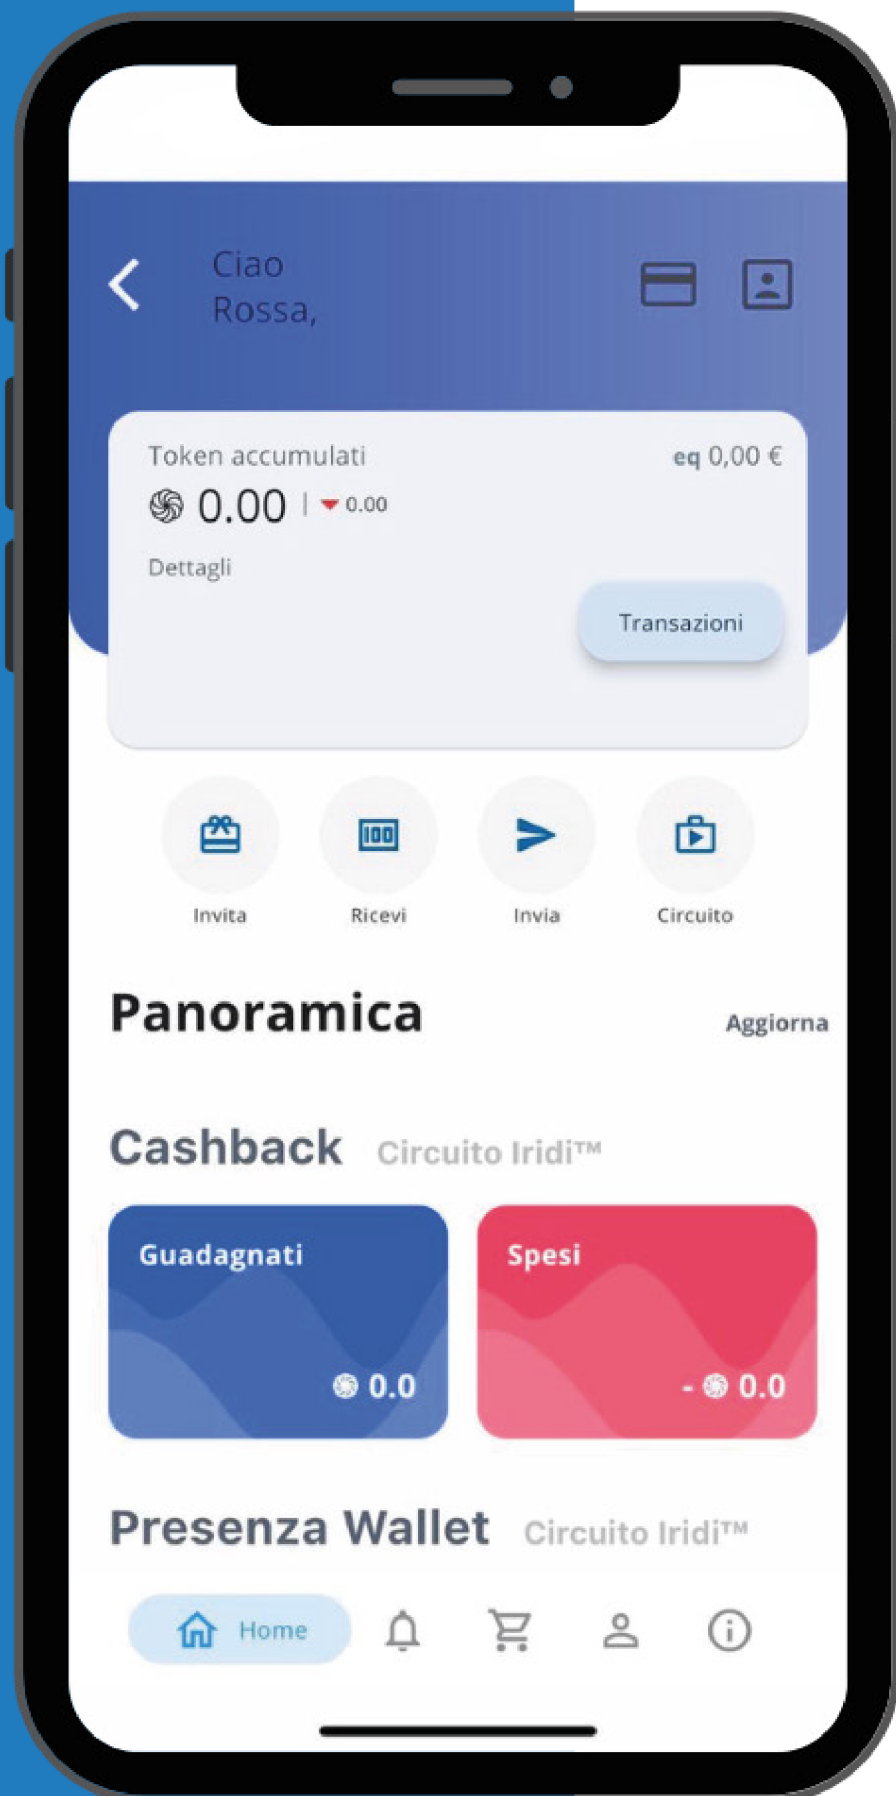 Ciao
Rossa,
Token accumulati
eq 0,00 €
0.00 | 0.00
Dettagli
Transazioni
100
Invita
Ricevi
Invia
Circuito
Panoramica
Aggiorna
Cashback Circuito Iridi™
Guadagnati
0.0
Spesi
- 0.0
Presenza Wallet Circuito Iridi™
Home